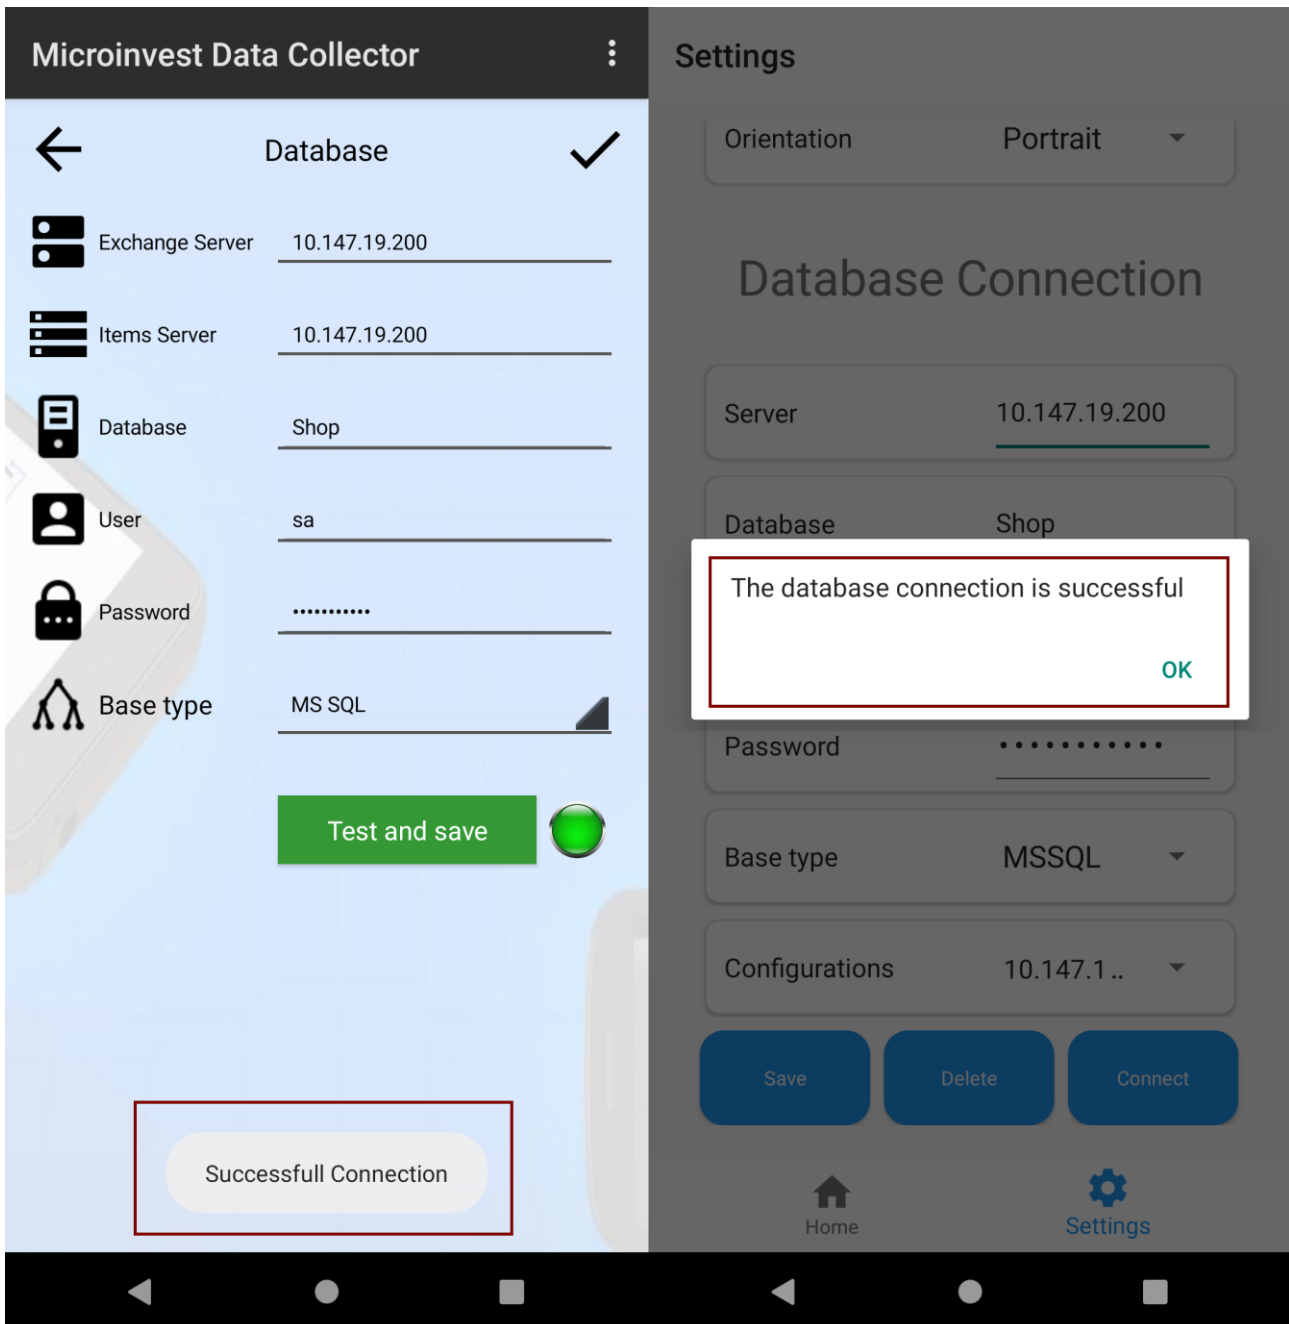 Microinvest Data Collector
Database
Exchange Server 10.147.19.200
Items Server 10.147.19.200
Database Shop
User sa
Password •••••••••••
Base type MS SQL
Test and save
Successfull Connection
Settings
Orientation Portrait
Database Connection
Server 10.147.19.200
Database Shop
The database connection is successful
OK
Password •••••••••••
Base type MSSQL
Configurations 10.147.1..
Save Delete Connect
Home Settings